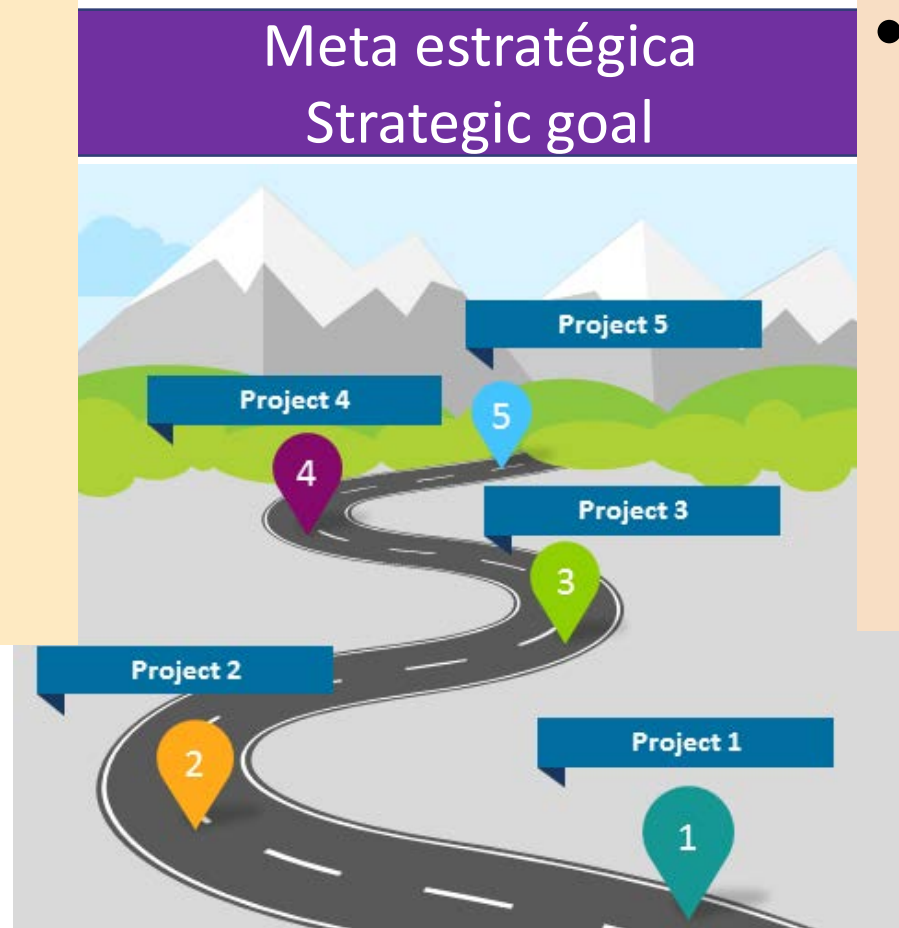 Meta estratégica
Strategic goal
Project 5
Project 4
5
4
Project 3
3
Project 2
Project 1
2
1